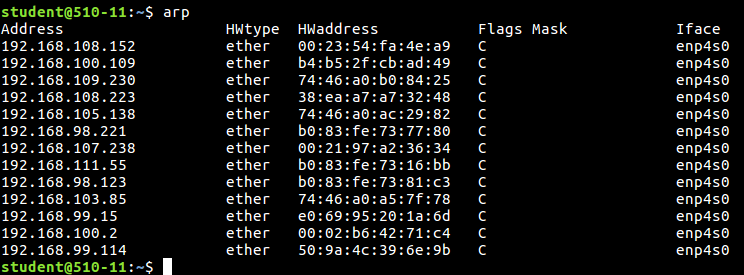 student@510-11:~$ arp
Address                  HWtype  HWaddress           Flags Mask            Iface
192.168.108.152          ether   00:23:54:fa:4e:a9   C                     enp4s0
192.168.100.109          ether   b4:b5:2f:cb:ad:49   C                     enp4s0
192.168.109.230          ether   74:46:a0:b0:84:25   C                     enp4s0
192.168.108.223          ether   38:ea:a7:a7:32:48   C                     enp4s0
192.168.105.138          ether   74:46:a0:ac:29:82   C                     enp4s0
192.168.98.221           ether   b0:83:fe:73:77:80   C                     enp4s0
192.168.107.238          ether   00:21:97:a2:36:34   C                     enp4s0
192.168.111.55           ether   b0:83:fe:73:16:bb   C                     enp4s0
192.168.98.123           ether   b0:83:fe:73:81:c3   C                     enp4s0
192.168.103.85           ether   74:46:a0:a5:7f:78   C                     enp4s0
192.168.99.15            ether   e0:69:95:20:1a:6d   C                     enp4s0
192.168.100.2            ether   00:02:b6:42:71:c4   C                     enp4s0
192.168.99.114           ether   50:9a:4c:39:6e:9b   C                     enp4s0
student@510-11:~$